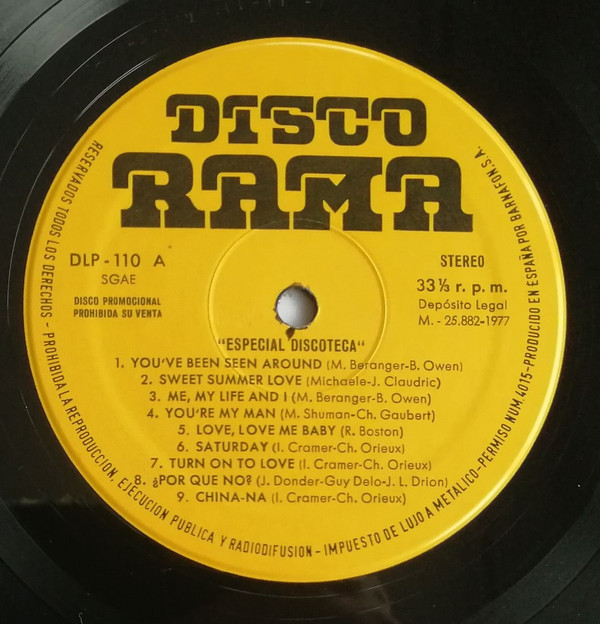 DISCO
RAMA
DLP - 110 A
SGAE
DISCO PROMOCIONAL
PROHIBIDA SU VENTA
STEREO
33⅓ r. p. m.
Depósito Legal
M. - 25.882-1977
"ESPECIAL DISCOTECA"
1. YOU'VE BEEN SEEN AROUND (M. Beranger-B. Owen)
2. SWEET SUMMER LOVE (Michaele-J. Claudric)
3. ME, MY LIFE AND I (M. Beranger-B. Owen)
4. YOU'RE MY MAN (M. Shuman-Ch. Gaubert)
5. LOVE, LOVE ME BABY (R. Boston)
6. SATURDAY (I. Cramer-Ch. Orieux)
7. TURN ON TO LOVE (I. Cramer-Ch. Orieux)
8. ¿POR QUE NO? (J. Donder-Guy Delo-J. L. Drion)
9. CHINA-NA (I. Cramer-Ch. Orieux)
RESERVADOS TODOS LOS DERECHOS - PROHIBIDA LA REPRODUCCION, EJECUCION PUBLICA Y RADIODIFUSION - IMPUESTO DE LUJO A METALICO - PERMISO NUM. 4015 - PRODUCIDO EN ESPAÑA POR BARNAFON, S. A.